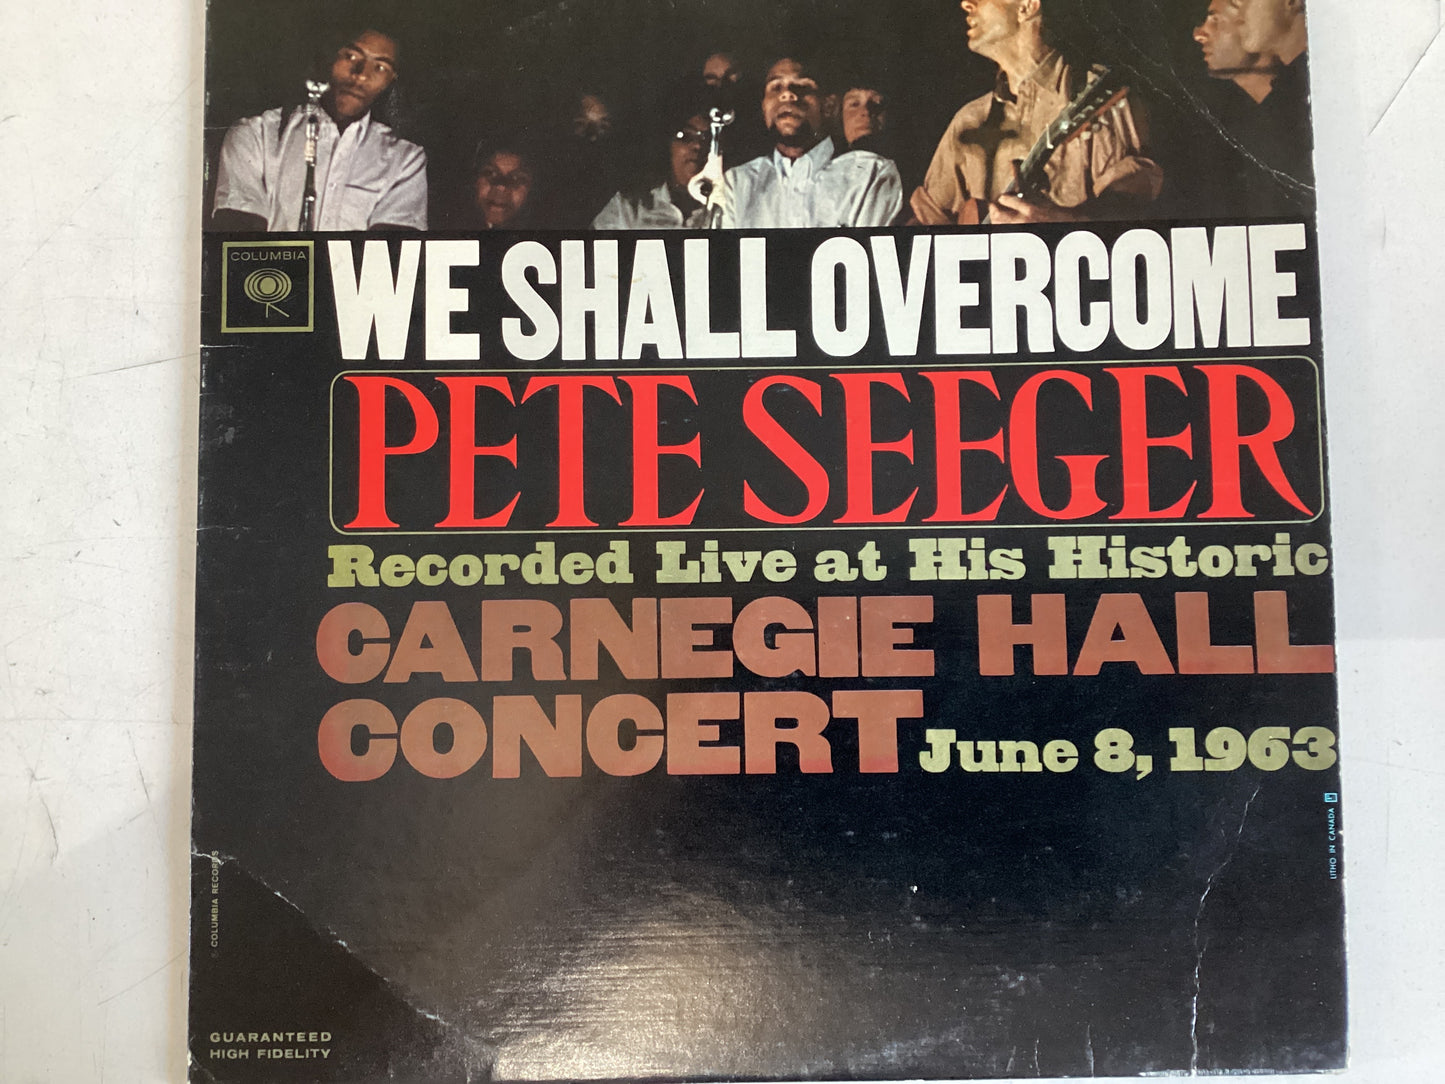 COLUMBIA
WE SHALL OVERCOME
PETE SEEGER
Recorded Live at His Historic
CARNEGIE HALL
CONCERT June 8, 1963
LITHO IN CANADA
© COLUMBIA RECORDS
GUARANTEED
HIGH FIDELITY